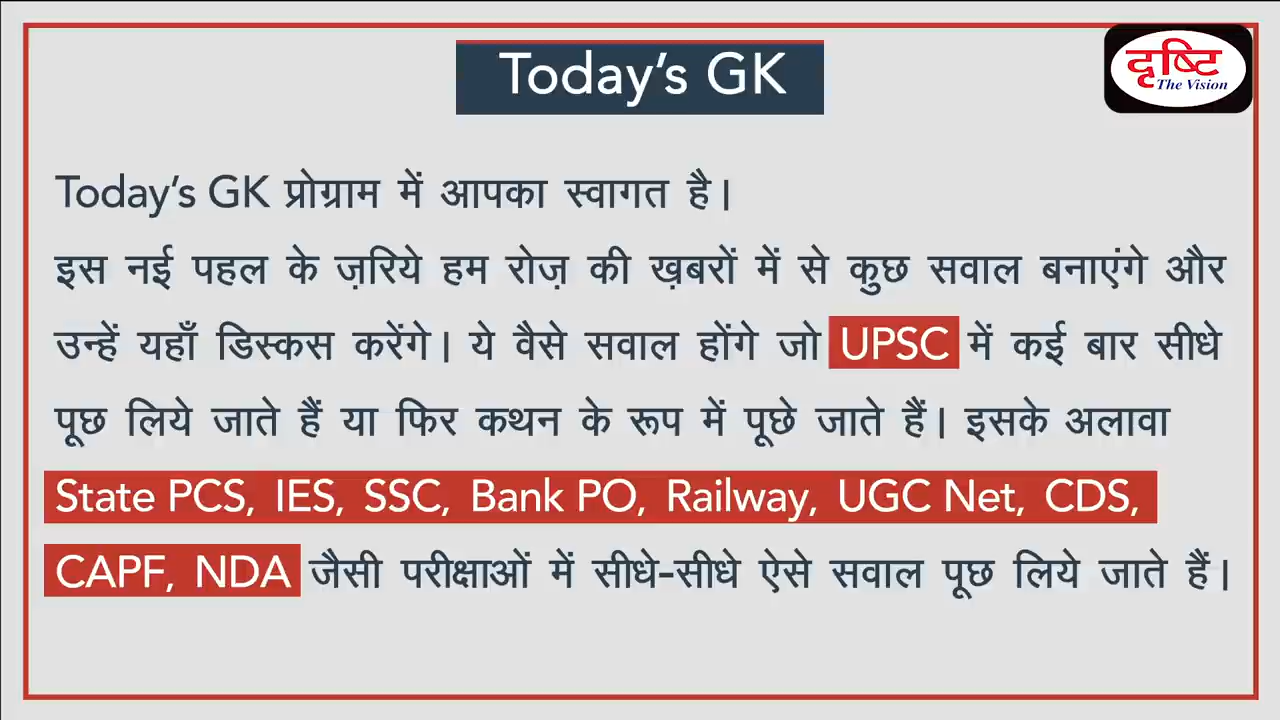 Today's GK
दृष्टि
The Vision
Today's GK प्रोग्राम में आपका स्वागत है।
इस नई पहल के ज़रिये हम रोज़ की ख़बरों में से कुछ सवाल बनाएंगे और
उन्हें यहाँ डिस्कस करेंगे। ये वैसे सवाल होंगे जो UPSC में कई बार सीधे
पूछ लिये जाते हैं या फिर कथन के रूप में पूछे जाते हैं। इसके अलावा
State PCS, IES, SSC, Bank PO, Railway, UGC Net, CDS,
CAPF, NDA जैसी परीक्षाओं में सीधे-सीधे ऐसे सवाल पूछ लिये जाते हैं।